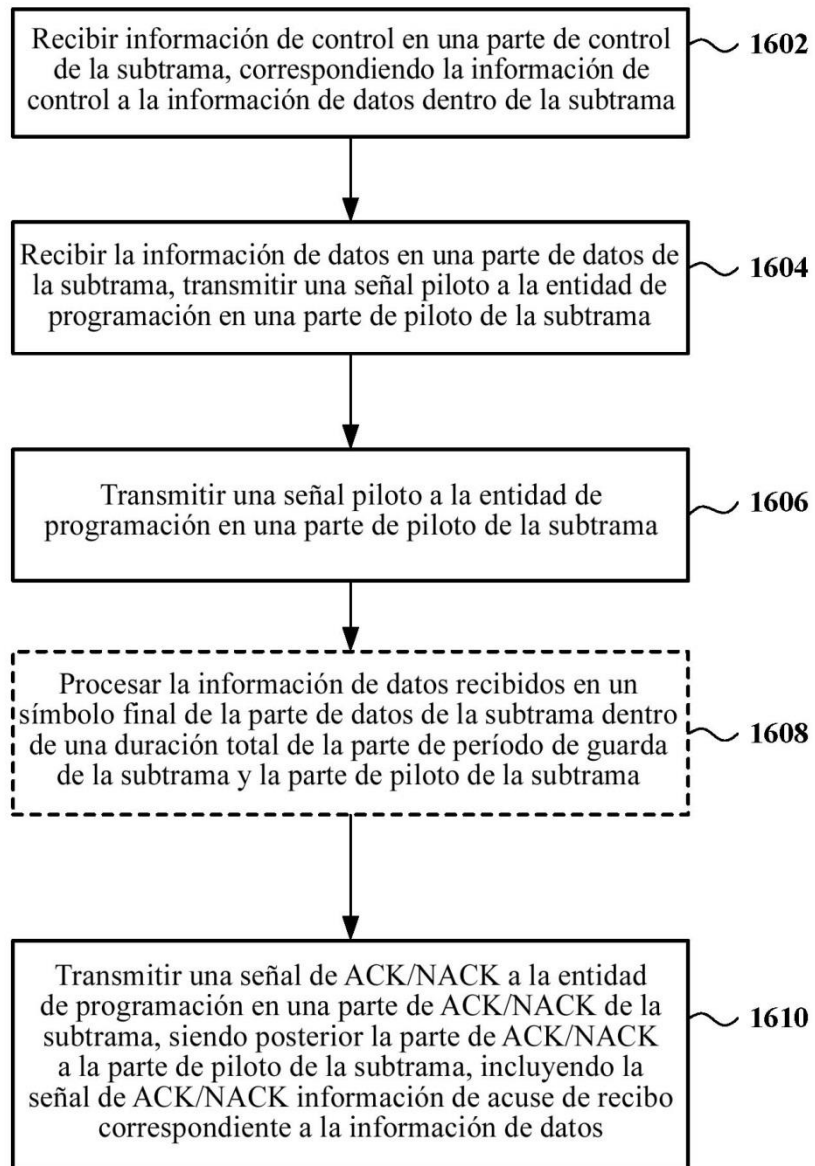 Recibir información de control en una parte de control
de la subtrama, correspondiendo la información de
control a la información de datos dentro de la subtrama
1602
Recibir la información de datos en una parte de datos de
la subtrama, transmitir una señal piloto a la entidad de
programación en una parte de piloto de la subtrama
1604
Transmitir una señal piloto a la entidad de
programación en una parte de piloto de la subtrama
1606
Procesar la información de datos recibidos en un
símbolo final de la parte de datos de la subtrama dentro
de una duración total de la parte de período de guarda
de la subtrama y la parte de piloto de la subtrama
1608
Transmitir una señal de ACK/NACK a la entidad
de programación en una parte de ACK/NACK de la
subtrama, siendo posterior la parte de ACK/NACK
a la parte de piloto de la subtrama, incluyendo la
señal de ACK/NACK información de acuse de recibo
correspondiente a la información de datos
1610